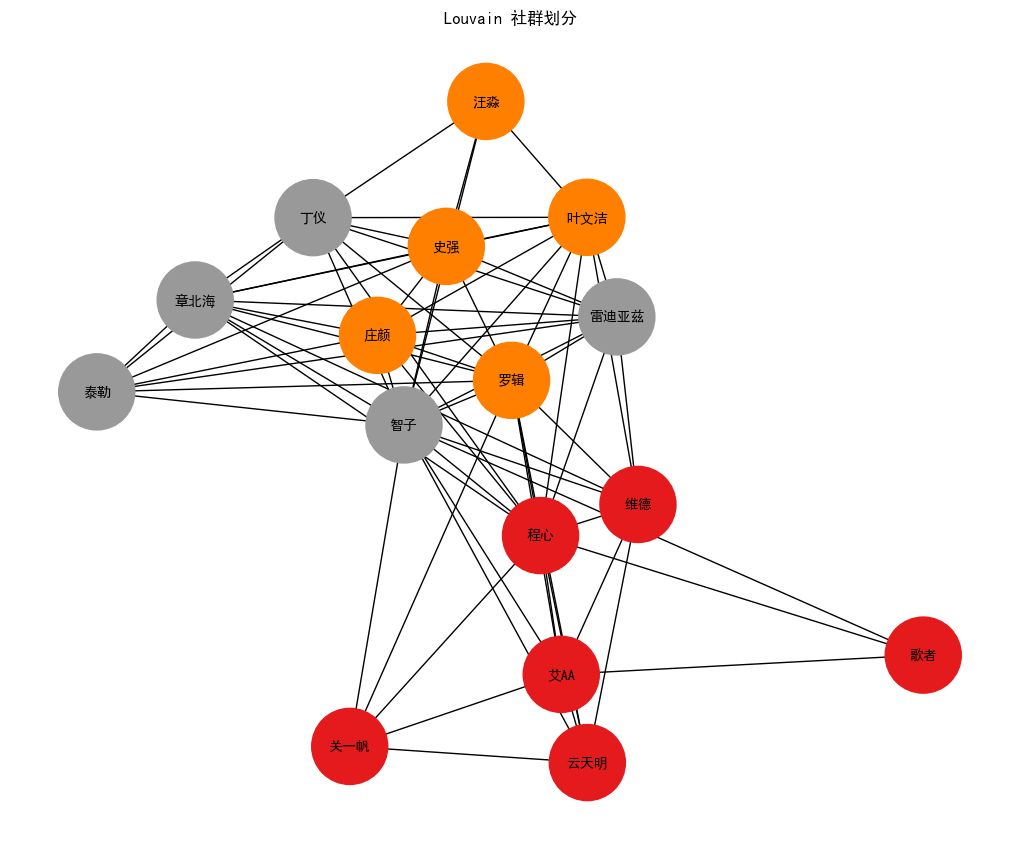 Louvain 社群划分
汪淼
丁仪
叶文洁
史强
章北海
雷迪亚兹
庄颜
罗辑
泰勒
智子
维德
程心
歌者
艾AA
关一帆
云天明